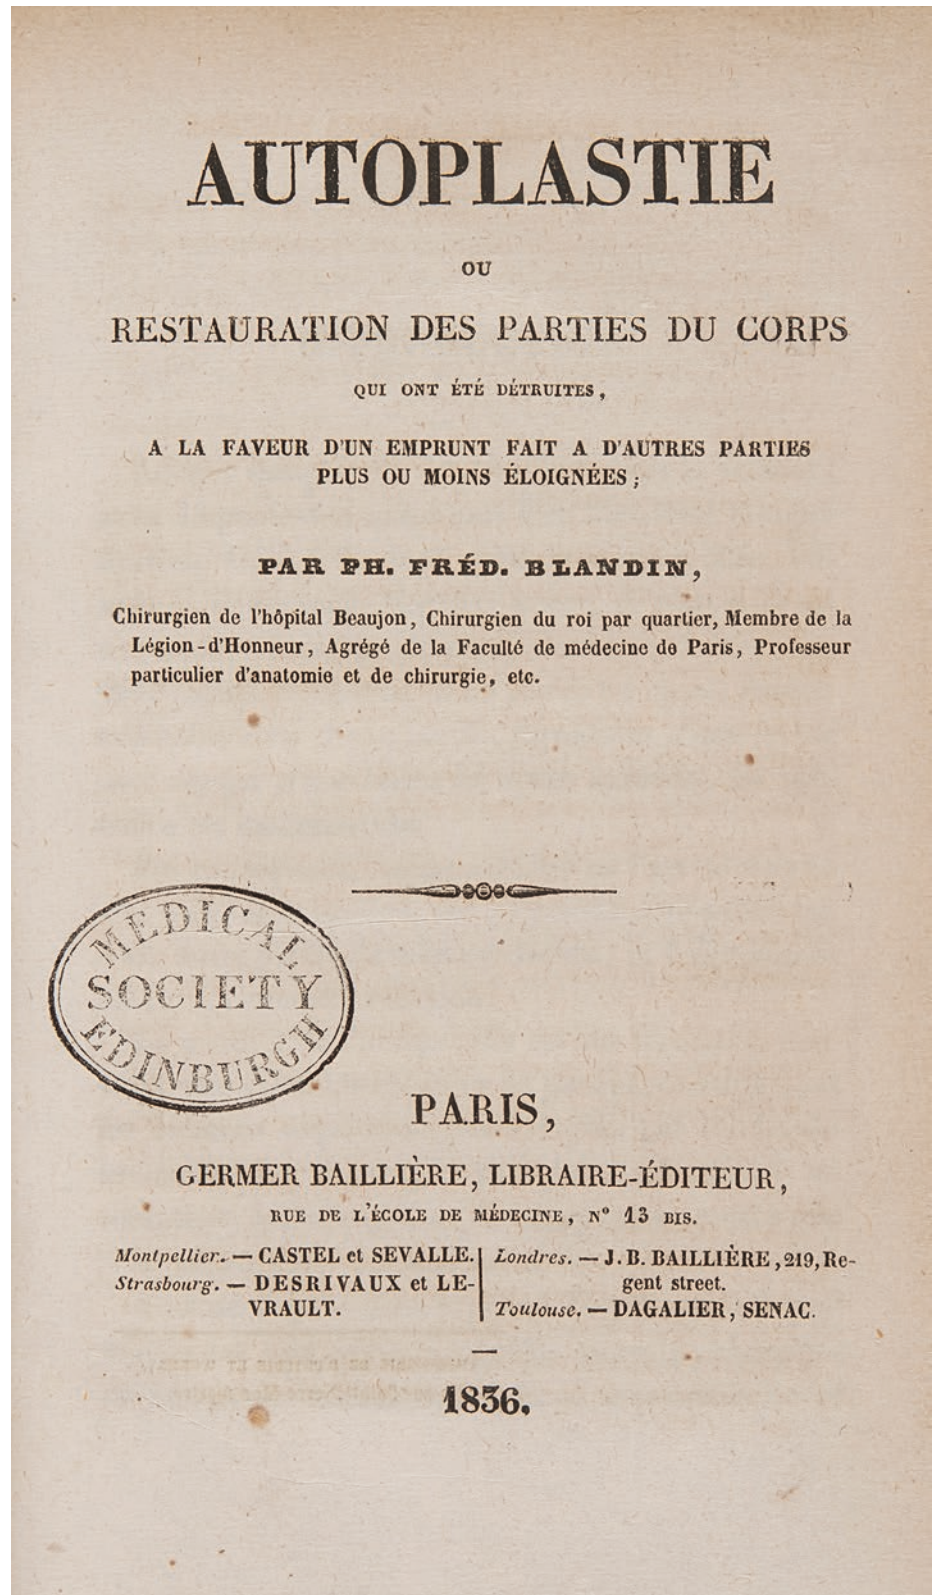 AUTOPLASTIE
OU
RESTAURATION DES PARTIES DU CORPS
QUI ONT ÉTÉ DÉTRUITES,
A LA FAVEUR D'UN EMPRUNT FAIT A D'AUTRES PARTIES
PLUS OU MOINS ÉLOIGNÉES;
PAR PH. FRÉD. BLANDIN,
Chirurgien de l'hôpital Beaujon, Chirurgien du roi par quartier, Membre de la
Légion-d'Honneur, Agrégé de la Faculté de médecine de Paris, Professeur
particulier d'anatomie et de chirurgie, etc.
MEDICAL
SOCIETY
EDINBURGH
PARIS,
GERMER BAILLIÈRE, LIBRAIRE-ÉDITEUR,
RUE DE L'ÉCOLE DE MÉDECINE, Nº 13 BIS.
Montpellier. — CASTEL et SEVALLE.
Strasbourg. — DESRIVAUX et LE-
VRAULT.
Londres. — J. B. BAILLIÈRE, 219, Re-
gent street.
Toulouse. — DAGALIER, SENAC.
1836.